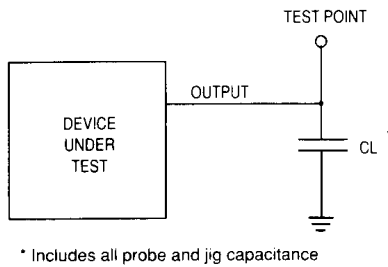 TEST POINT
OUTPUT
DEVICE
UNDER
TEST
CL
* Includes all probe and jig capacitance